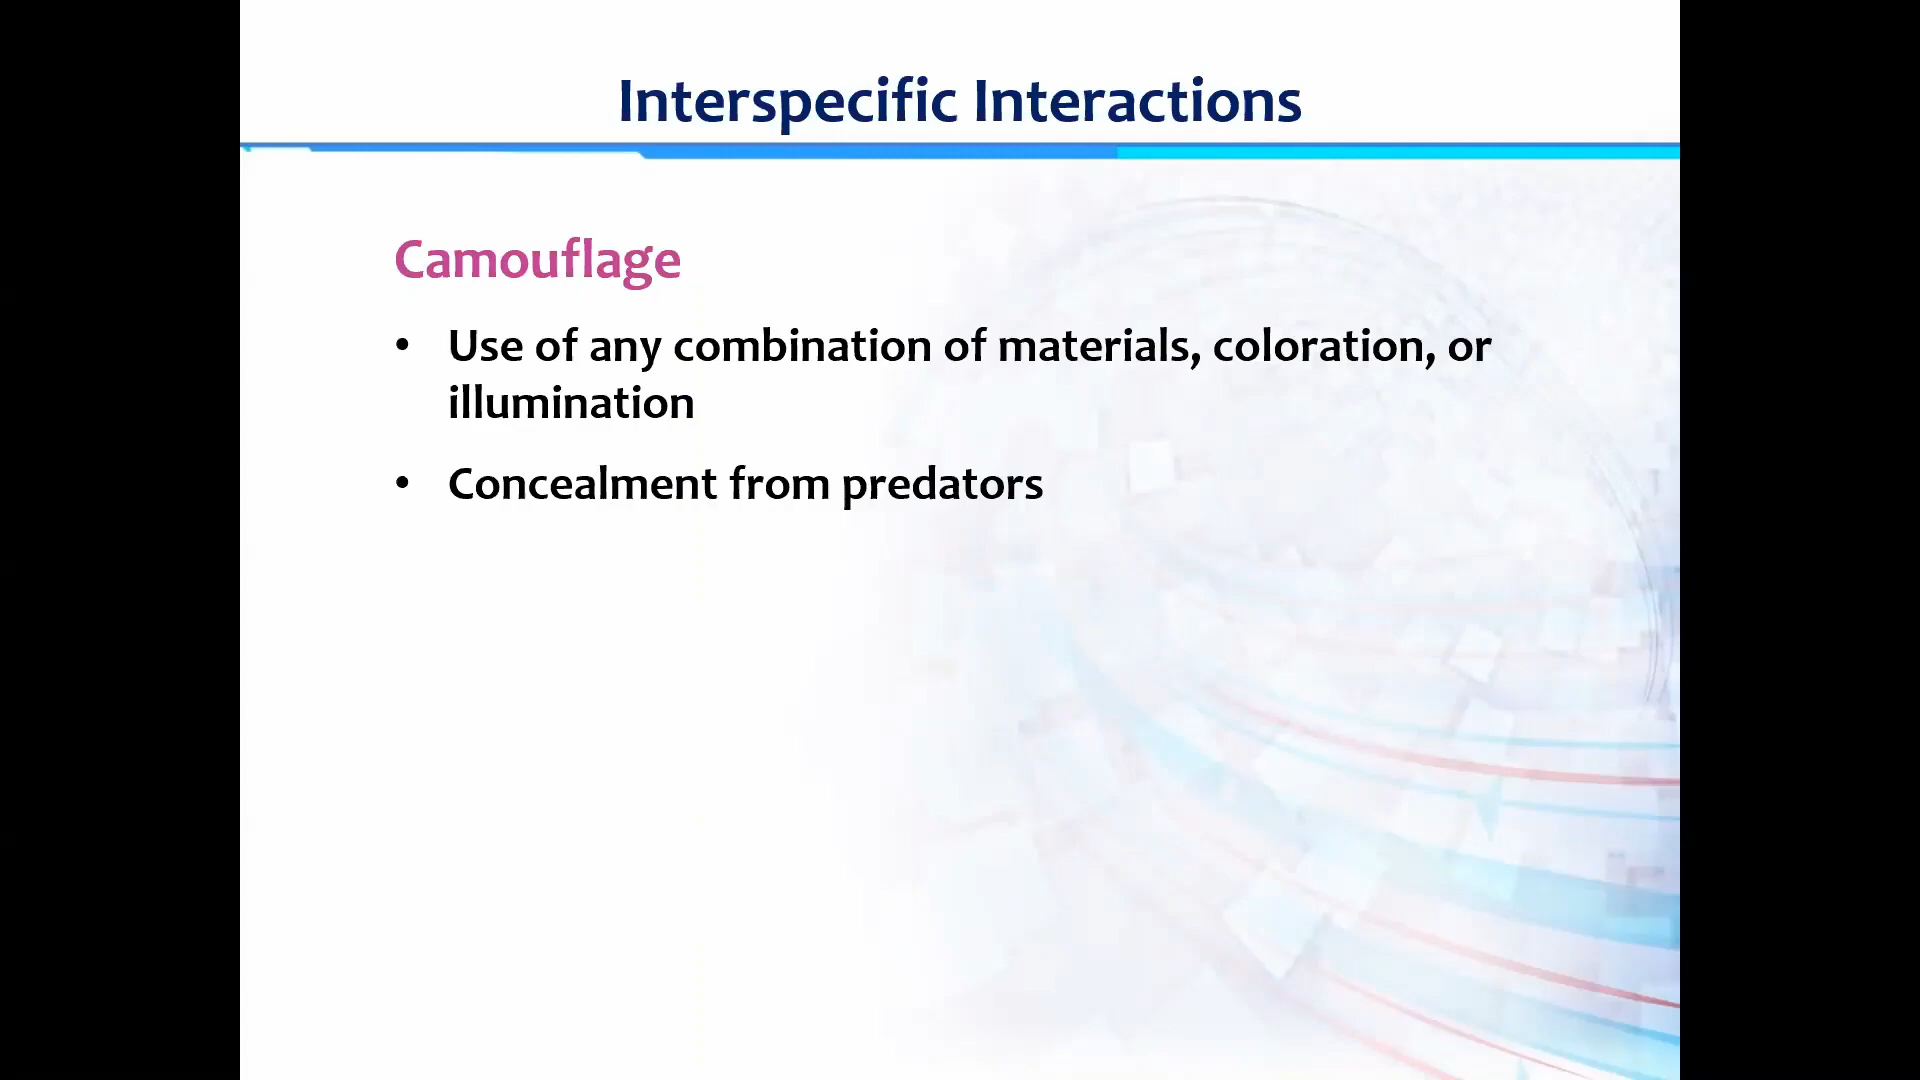 Interspecific Interactions
Camouflage
• Use of any combination of materials, coloration, or
illumination
• Concealment from predators